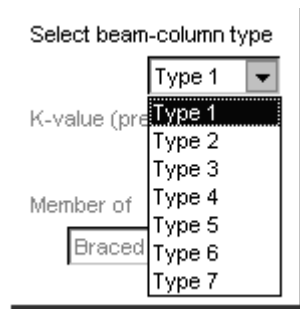 Select beam-column type
Type 1
K-value (pre
Type 1
Type 2
Type 3
Member of
Type 4
Type 5
Braced
Type 6
Type 7